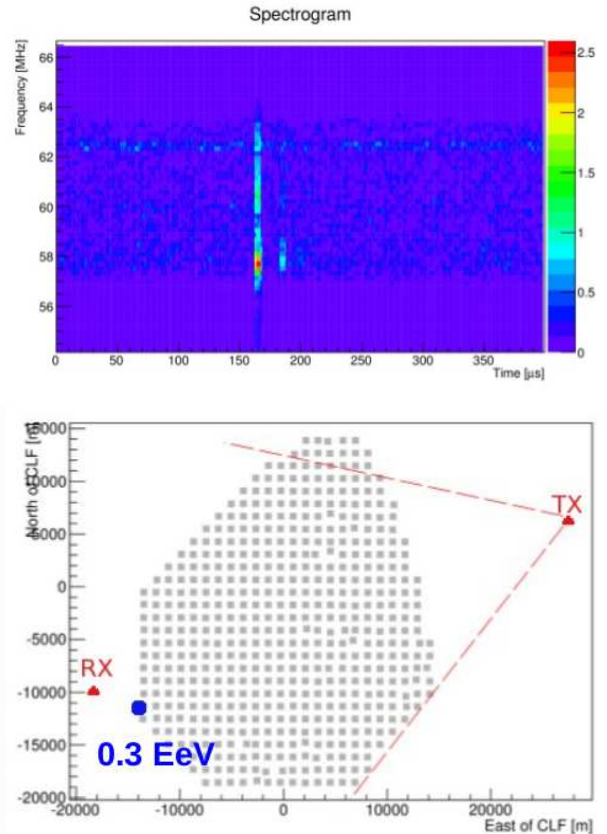 Spectrogram
Frequency [MHz]
66
64
62
60
58
56
0 50 100 150 200 250 300 350
Time [μs]
2.5
2
1.5
1
0.5
0
North of CLF [m]
15000
10000
5000
0
-5000
-10000
-15000
-20000
TX
RX
0.3 EeV
-20000 -10000 0 10000 20000
East of CLF [m]